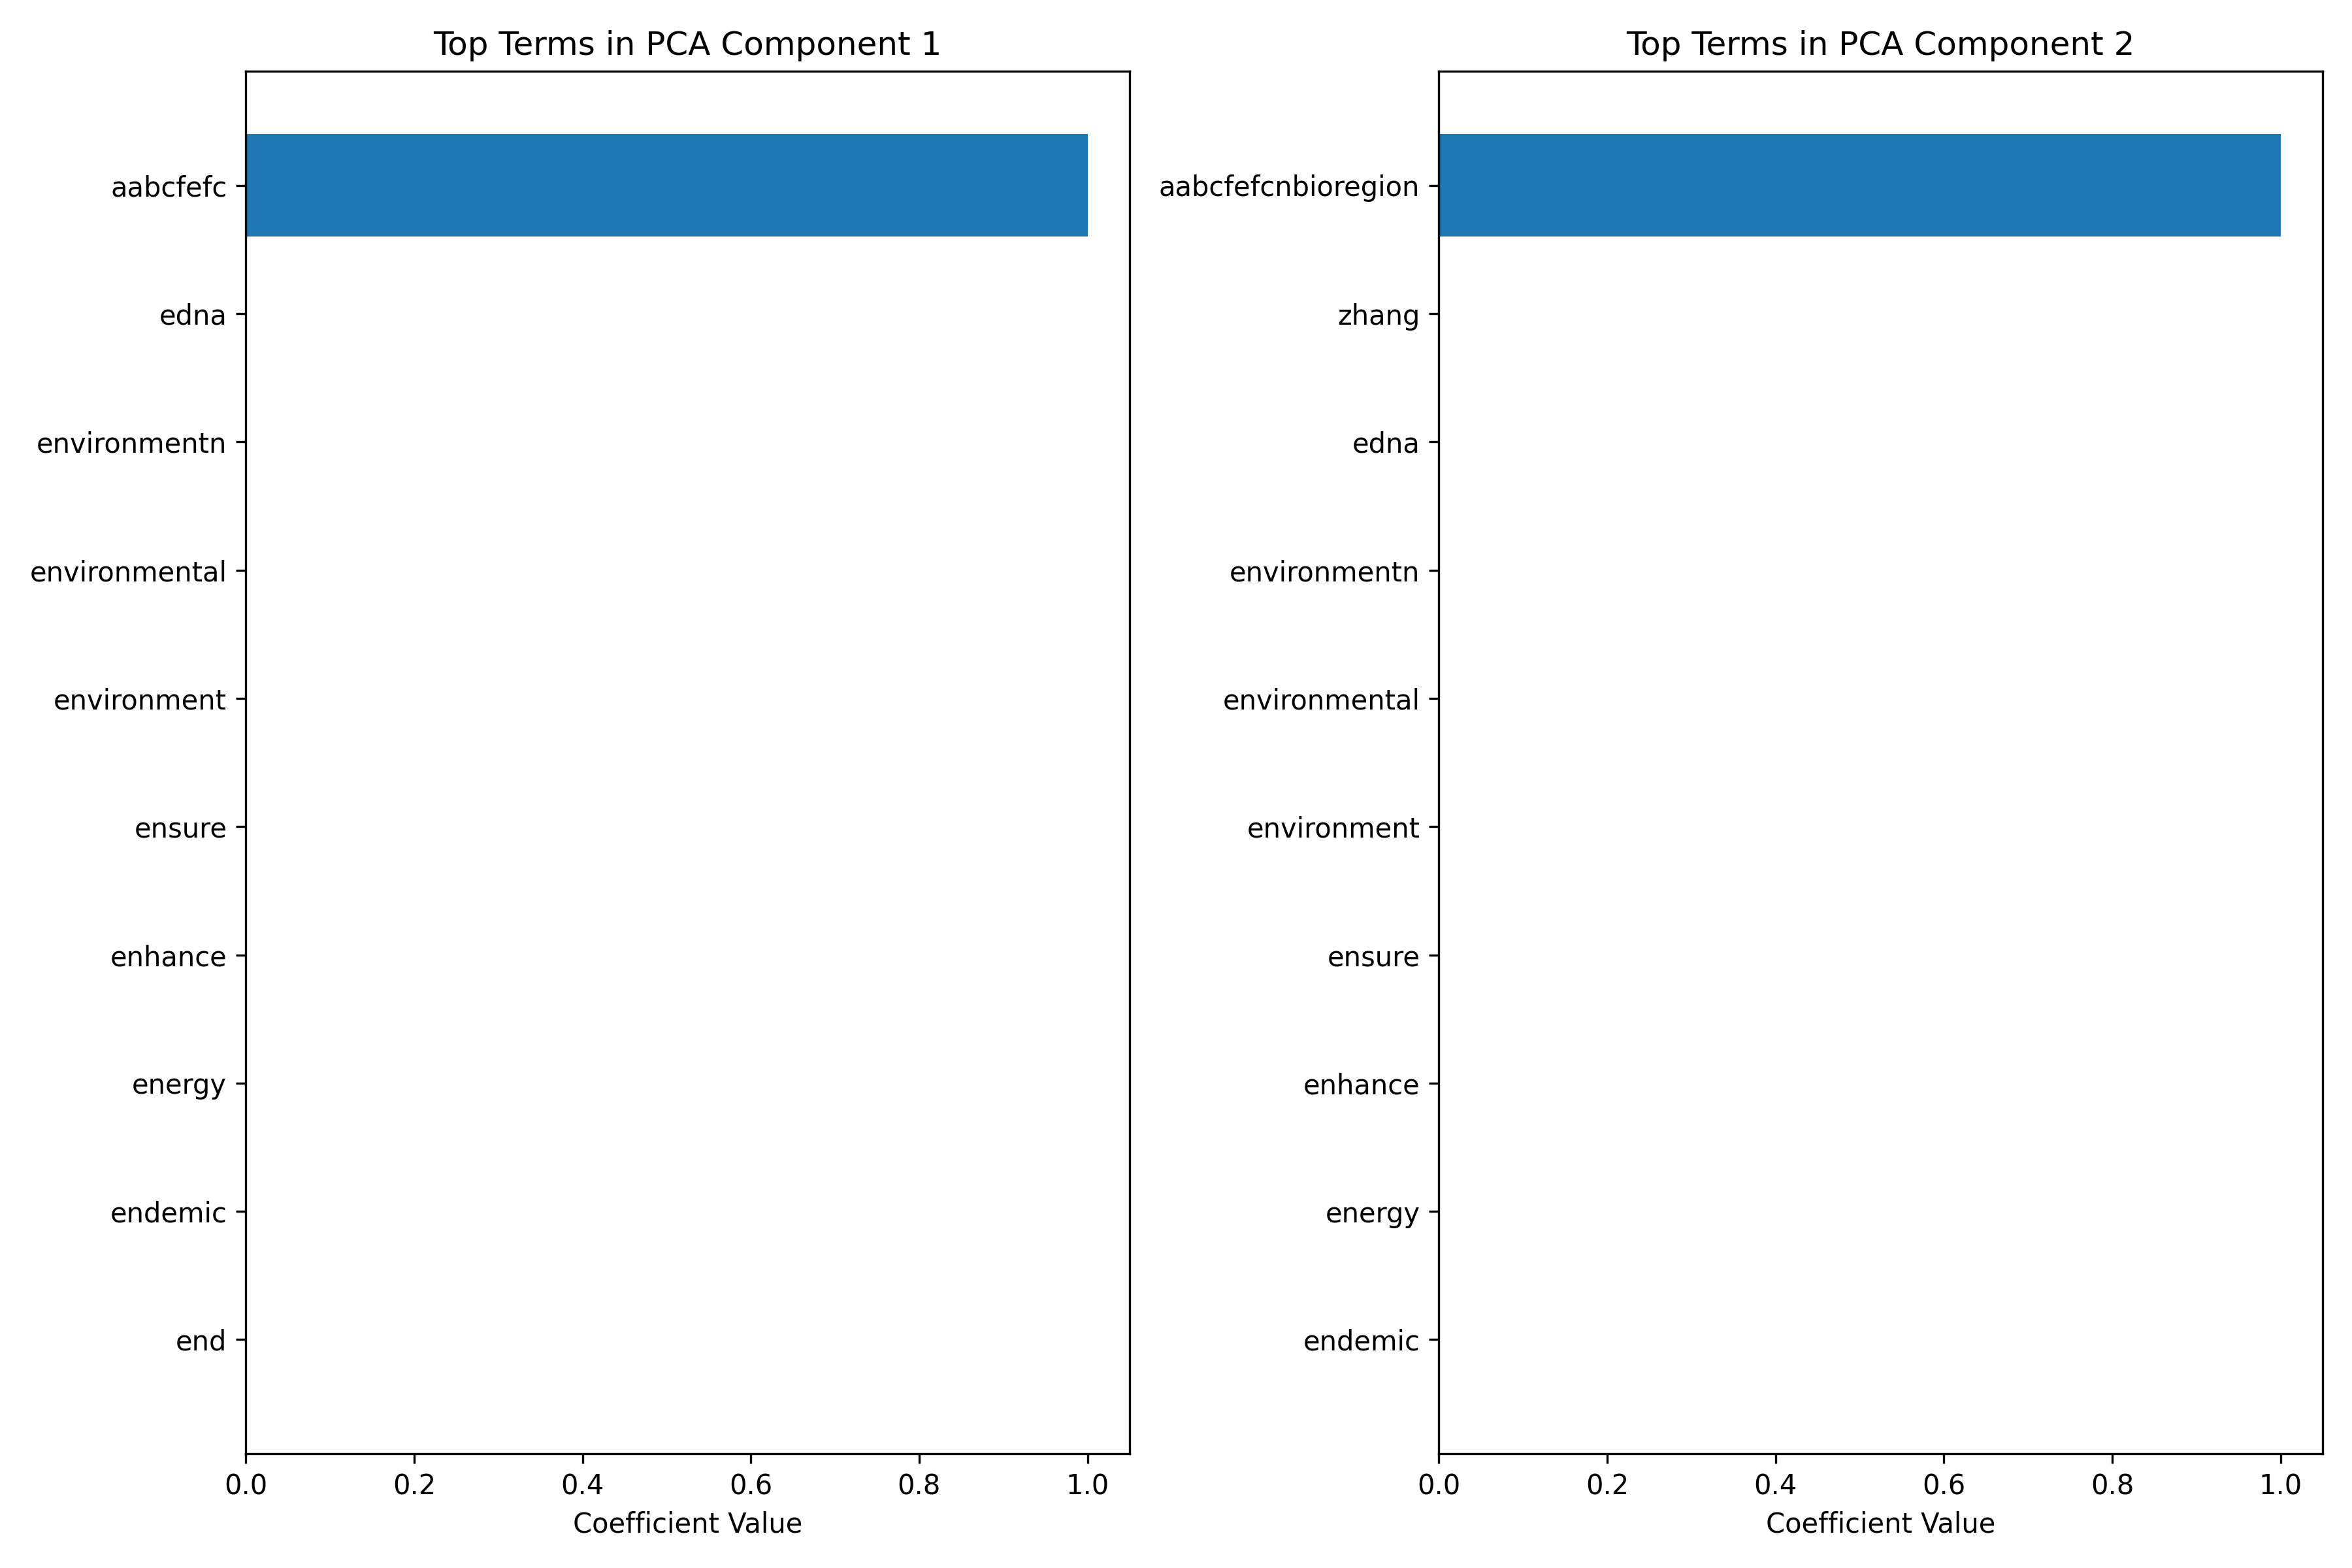 Top Terms in PCA Component 1
aabcfefc
edna
environmentn
environmental
environment
ensure
enhance
energy
endemic
end
0.0 0.2 0.4 0.6 0.8 1.0
Coefficient Value
Top Terms in PCA Component 2
aabcfefcnbioregion
zhang
edna
environmentn
environmental
environment
ensure
enhance
energy
endemic
0.0 0.2 0.4 0.6 0.8 1.0
Coefficient Value